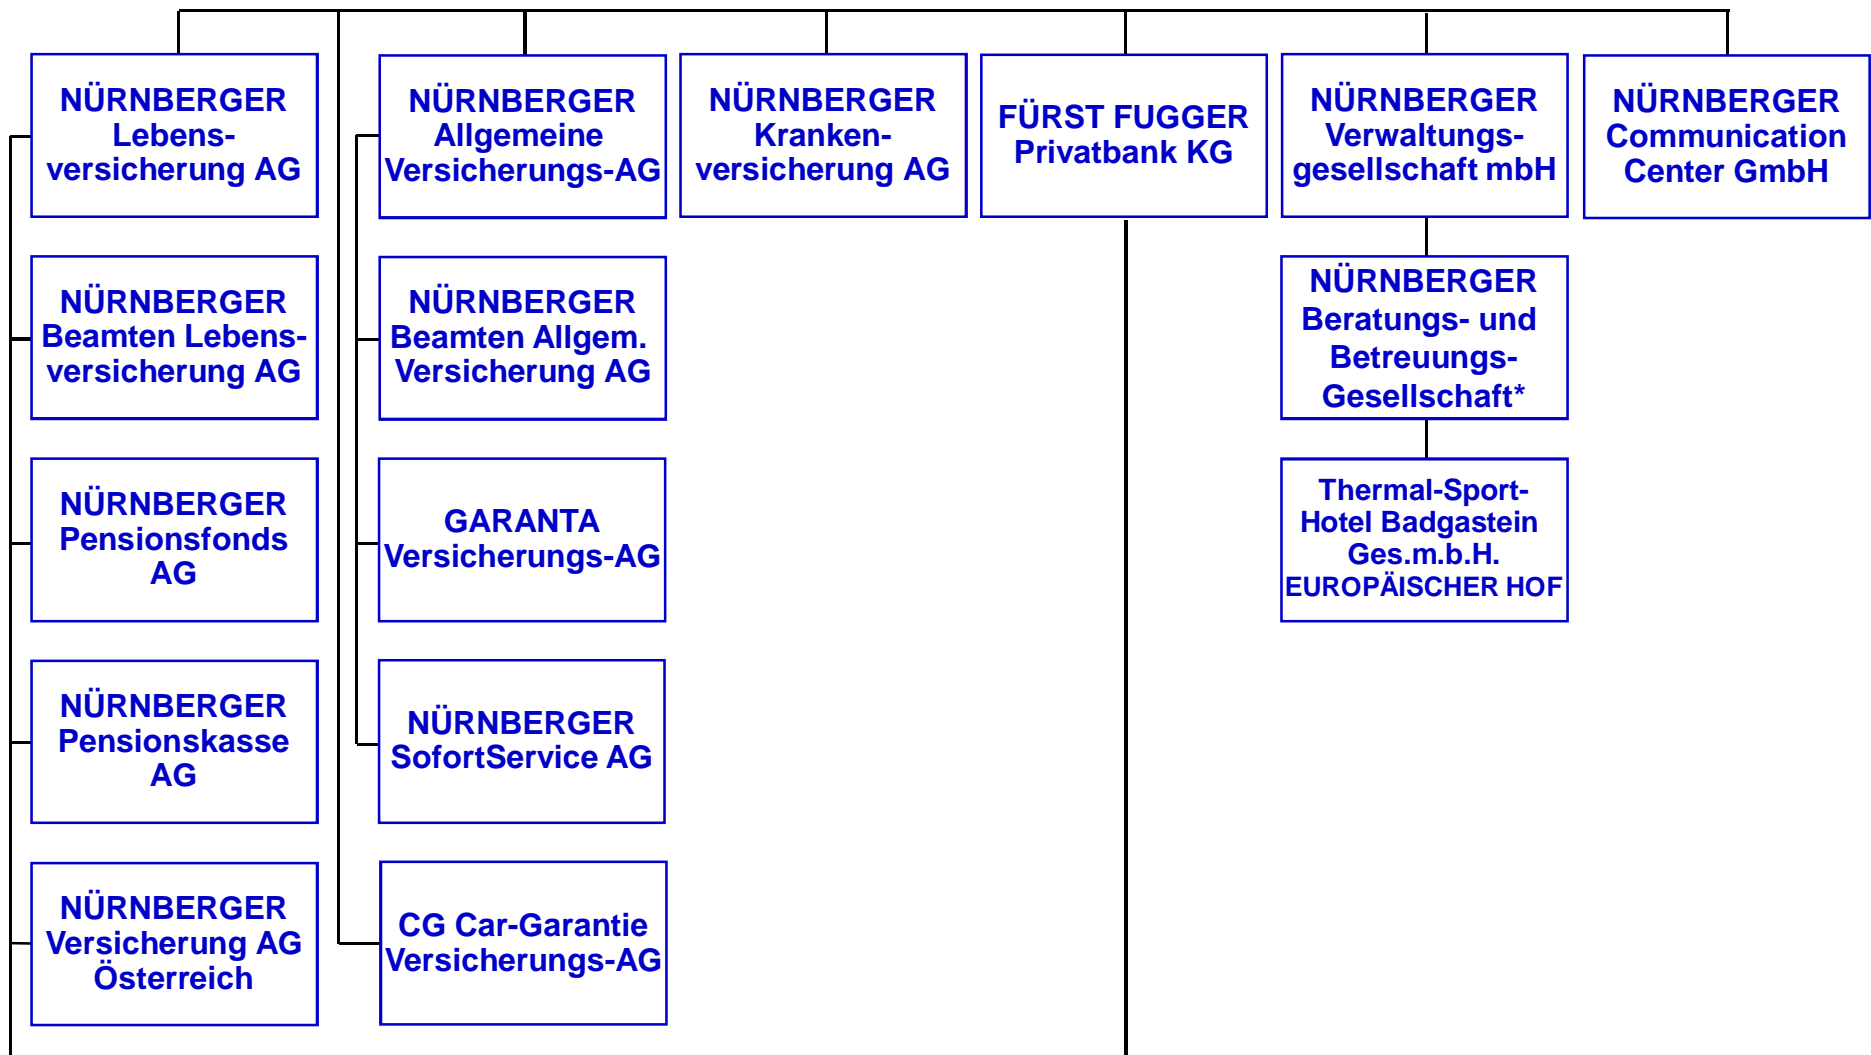 NÜRNBERGER
Lebens-
versicherung AG
NÜRNBERGER
Allgemeine
Versicherungs-AG
NÜRNBERGER
Kranken-
versicherung AG
FÜRST FUGGER
Privatbank KG
NÜRNBERGER
Verwaltungs-
gesellschaft mbH
NÜRNBERGER
Communication
Center GmbH
NÜRNBERGER
Beamten Lebens-
versicherung AG
NÜRNBERGER
Beamten Allgem.
Versicherung AG
NÜRNBERGER
Beratungs- und
Betreuungs-
Gesellschaft*
NÜRNBERGER
Pensionsfonds
AG
GARANTA
Versicherungs-AG
Thermal-Sport-
Hotel Badgastein
Ges.m.b.H.
EUROPÄISCHER HOF
NÜRNBERGER
Pensionskasse
AG
NÜRNBERGER
SofortService AG
NÜRNBERGER
Versicherung AG
Österreich
CG Car-Garantie
Versicherungs-AG